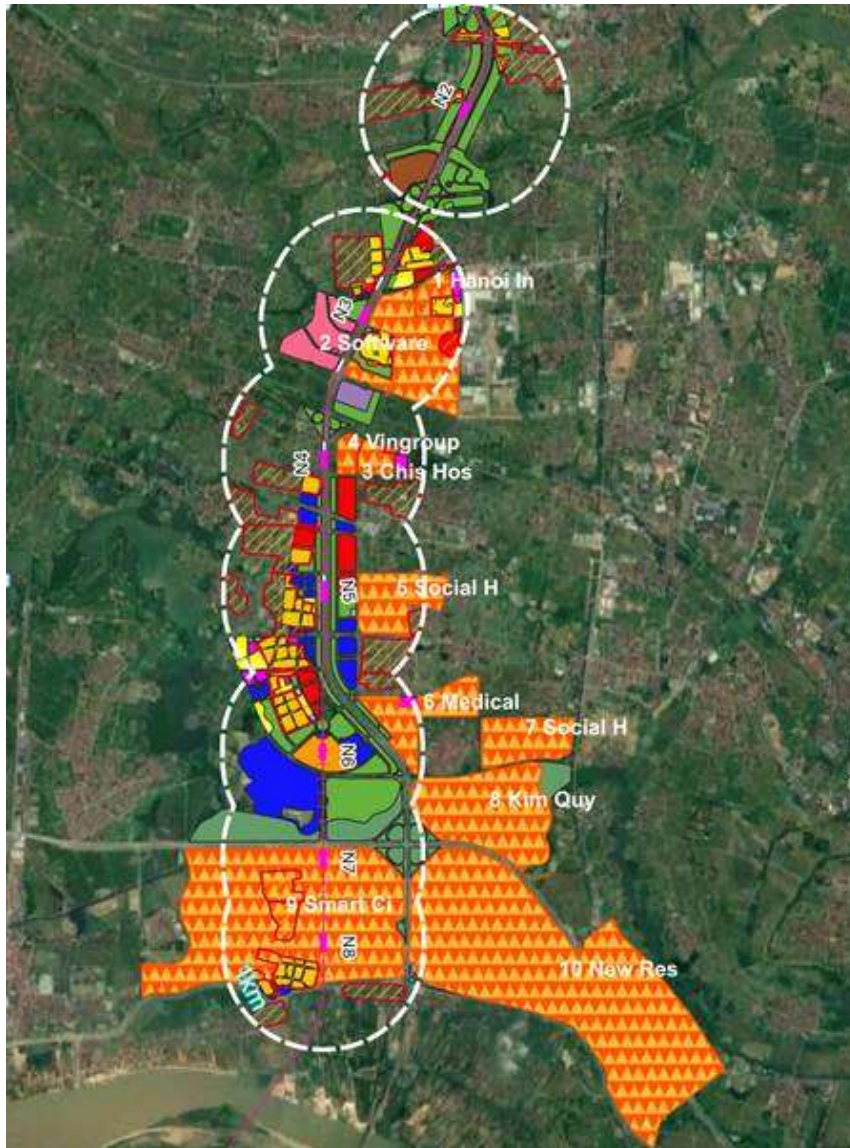 N2
1 Hanoi In
N3
2 Software
4 Vingroup
N4
3 Chis Hos
N5
5 Social H
6 Medical
7 Social H
N6
8 Kim Quy
N7
9 Smart Ci
N8
10 New Res
1km